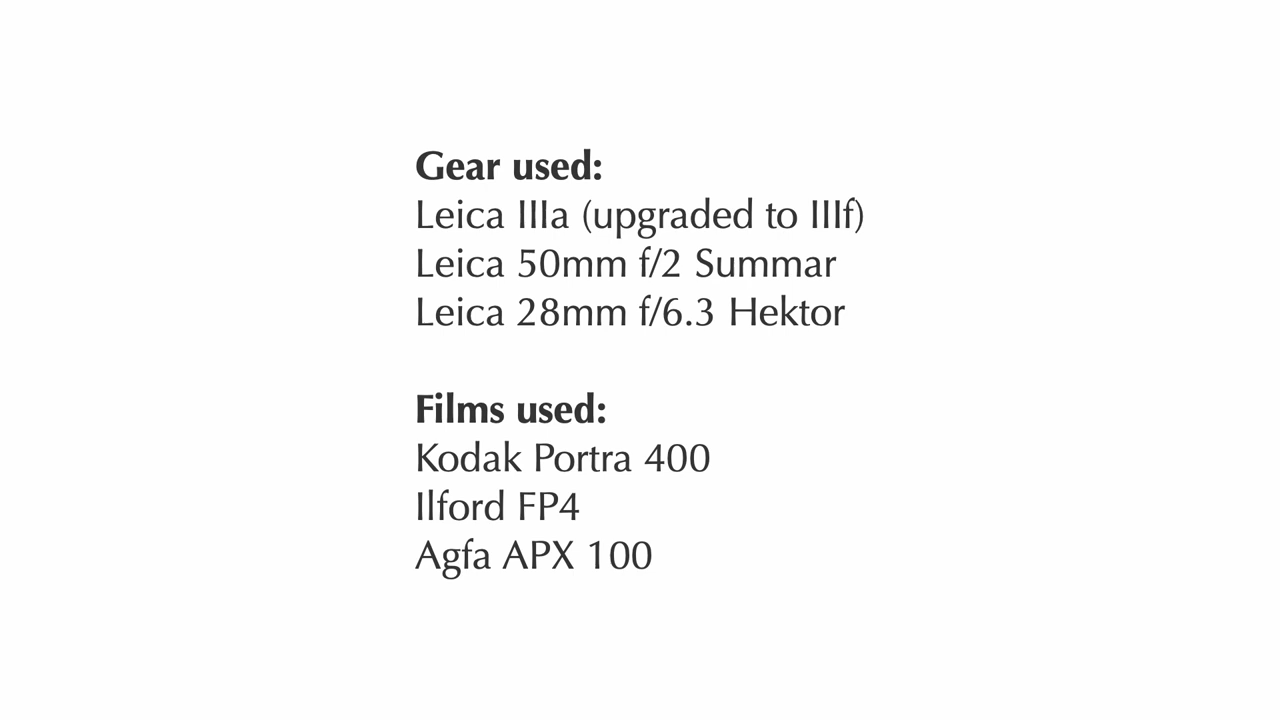 Gear used:
Leica IIIa (upgraded to IIIf)
Leica 50mm f/2 Summar
Leica 28mm f/6.3 Hektor
Films used:
Kodak Portra 400
Ilford FP4
Agfa APX 100